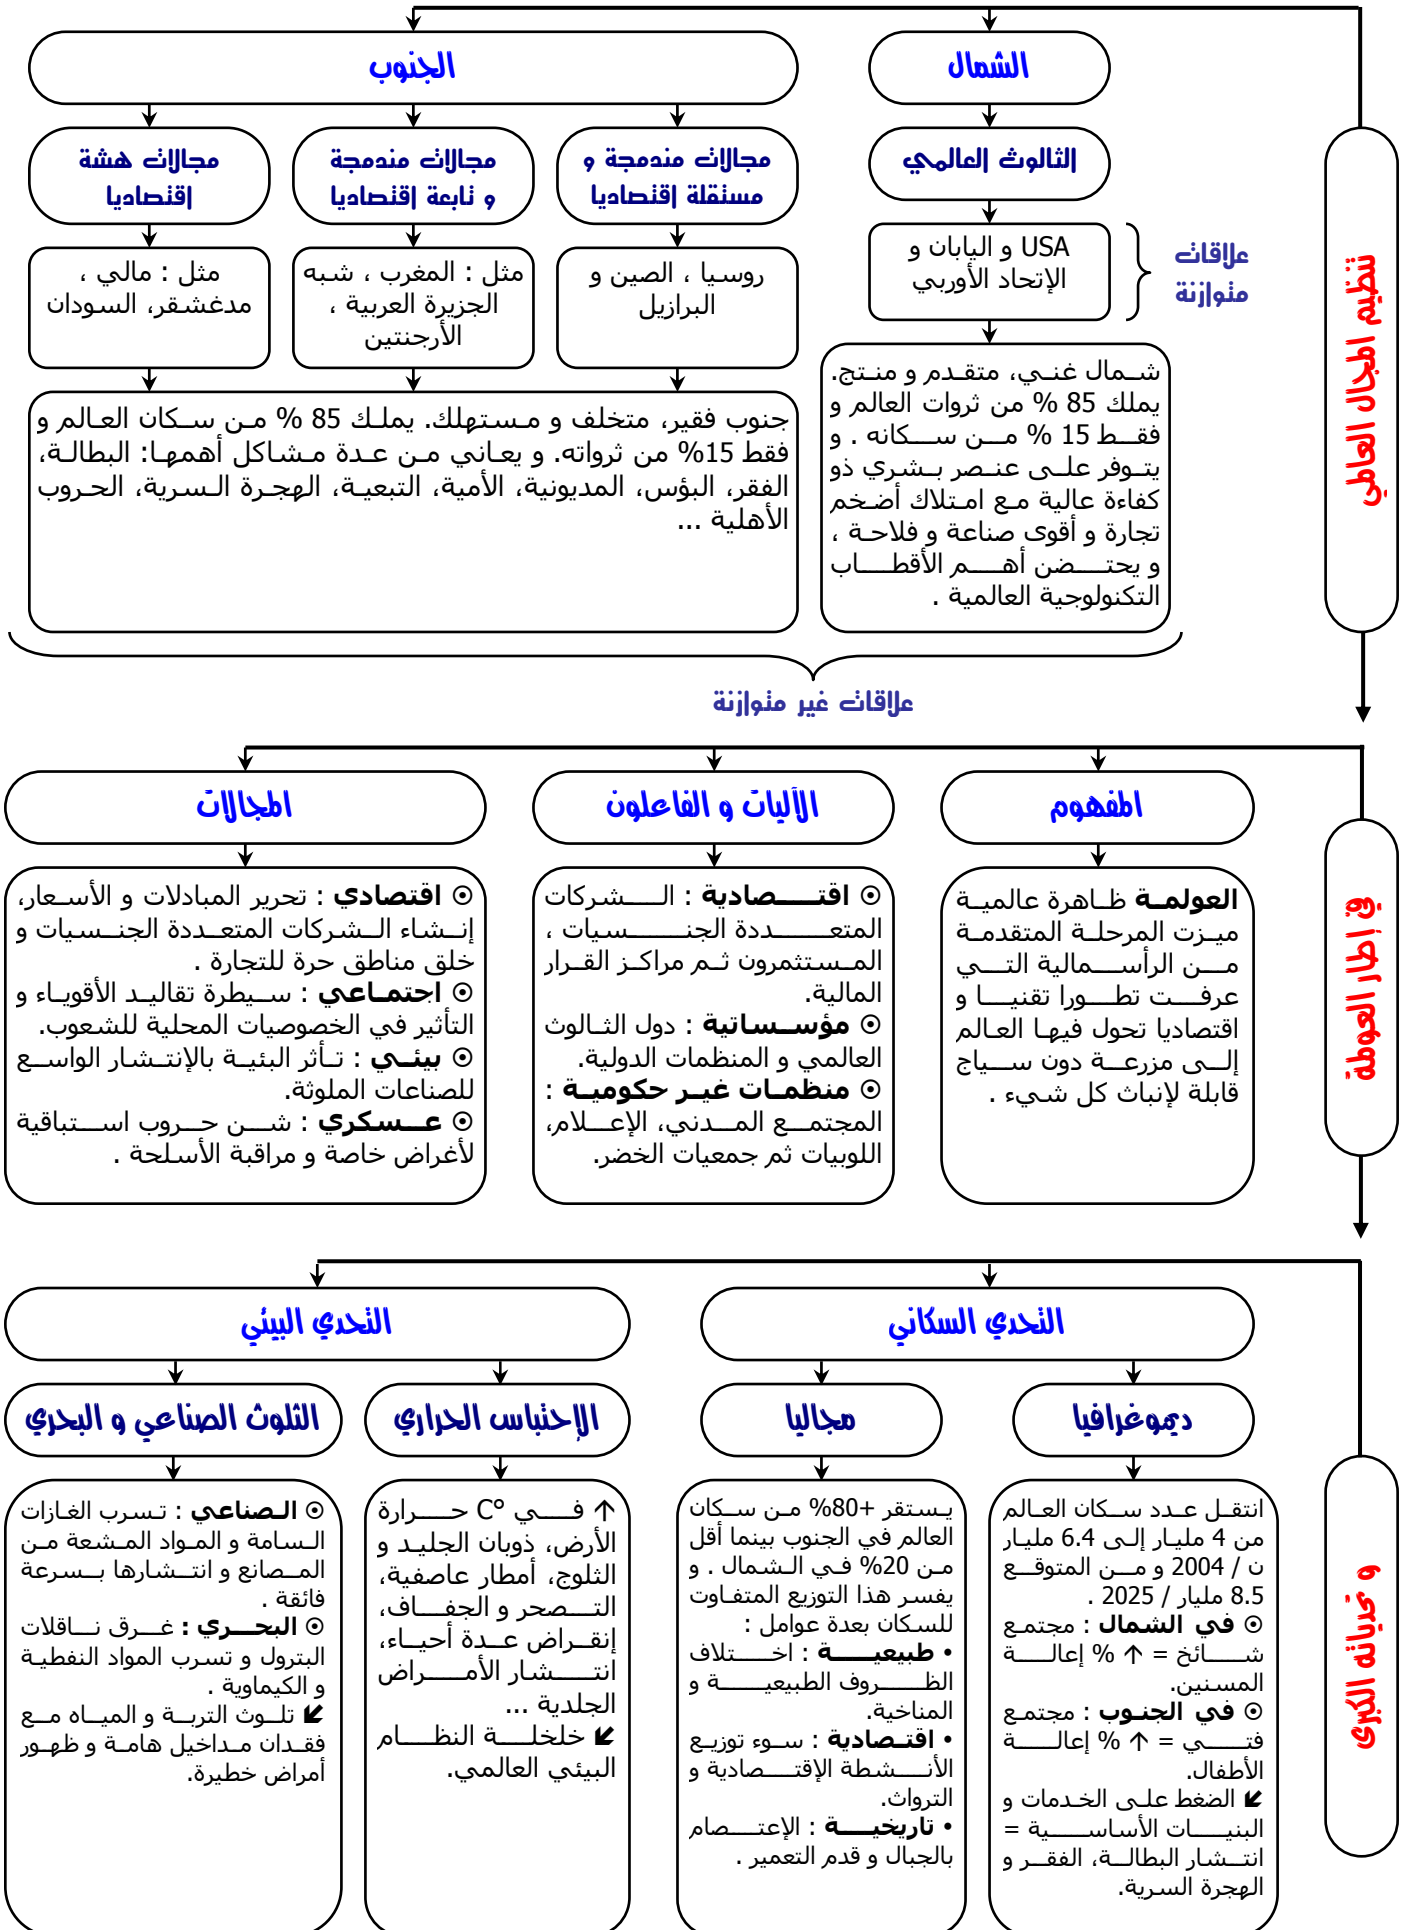 تنظيم المجال العالمي
الشمال
الثالوث العالمي
USA و اليابان و
الإتحاد الأوربي
علاقات
متوازنة
شمال غني، متقدم و منتج.
يملك 85 % من ثروات العالم و
فقط 15 % من سكانه . و
يتوفر على عنصر بشري ذو
كفاءة عالية مع امتلاك أضخم
تجارة و أقوى صناعة و فلاحة ،
و يحتضن أهم الأقطاب
التكنولوجية العالمية .
الجنوب
مجالات مندمجة و
مستقلة اقتصاديا
روسيا ، الصين و
البرازيل
مجالات مندمجة
و تابعة اقتصاديا
مثل : المغرب ، شبه
الجزيرة العربية ،
الأرجنتين
مجالات هشة
اقتصاديا
مثل : مالي ،
مدغشقر، السودان
جنوب فقير، متخلف و مستهلك. يملك 85 % من سكان العالم و
فقط 15% من ثرواته. و يعاني من عدة مشاكل أهمها: البطالة،
الفقر، البؤس، المديونية، الأمية، التبعية، الهجرة السرية، الحروب
الأهلية ...
علاقات غير متوازنة
في إطار العولمة
المفهوم
العولمة ظاهرة عالمية
ميزت المرحلة المتقدمة
من الرأسمالية التي
عرفت تطورا تقنيا و
اقتصاديا تحول فيها العالم
إلى مزرعة دون سياج
قابلة لإنباث كل شيء .
الأليات و الفاعلون
⊙ اقتصادية : الشركات
المتعددة الجنسيات ،
المستثمرون ثم مراكز القرار
المالية.
⊙ مؤسساتية : دول الثالوث
العالمي و المنظمات الدولية.
⊙ منظمات غير حكومية :
المجتمع المدني، الإعلام،
اللوبيات ثم جمعيات الخضر.
المجالات
⊙ اقتصادي : تحرير المبادلات و الأسعار،
إنشاء الشركات المتعددة الجنسيات و
خلق مناطق حرة للتجارة .
⊙ اجتماعي : سيطرة تقاليد الأقوياء و
التأثير في الخصوصيات المحلية للشعوب.
⊙ بيئي : تأثر البئية بالإنتشار الواسع
للصناعات الملوثة.
⊙ عسكري : شن حروب استباقية
لأغراض خاصة و مراقبة الأسلحة .
و تحدياته الكبرى
التحدي السكاني
ديموغرافيا
انتقل عدد سكان العالم
من 4 مليار إلى 6.4 مليار
ن / 2004 و من المتوقع
8.5 مليار / 2025 .
⊙ في الشمال : مجتمع
شائخ = ↑ % إعالة
المسنين.
⊙ في الجنوب : مجتمع
فتي = ↑ % إعالة
الأطفال.
🢇 الضغط على الخدمات و
البنيات الأساسية =
انتشار البطالة، الفقر و
الهجرة السرية.
مجاليا
يستقر +80% من سكان
العالم في الجنوب بينما أقل
من 20% في الشمال . و
يفسر هذا التوزيع المتفاوت
للسكان بعدة عوامل :
• طبيعية : اختلاف
الظروف الطبيعية و
المناخية.
• اقتصادية : سوء توزيع
الأنشطة الإقتصادية و
الترواث.
• تاريخية : الإعتصام
بالجبال و قدم التعمير .
التحدي البيئي
الإحتباس الحراري
↑ في C° حرارة
الأرض، ذوبان الجليد و
الثلوج، أمطار عاصفية،
التصحر و الجفاف،
إنقراض عدة أحياء،
انتشار الأمراض
الجلدية ...
🢇 خلخلة النظام
البيئي العالمي.
التلوث الصناعي و البحري
⊙ الصناعي : تسرب الغازات
السامة و المواد المشعة من
المصانع و انتشارها بسرعة
فائقة .
⊙ البحري : غرق ناقلات
البترول و تسرب المواد النفطية
و الكيماوية .
🢇 تلوث التربة و المياه مع
فقدان مداخيل هامة و ظهور
أمراض خطيرة.